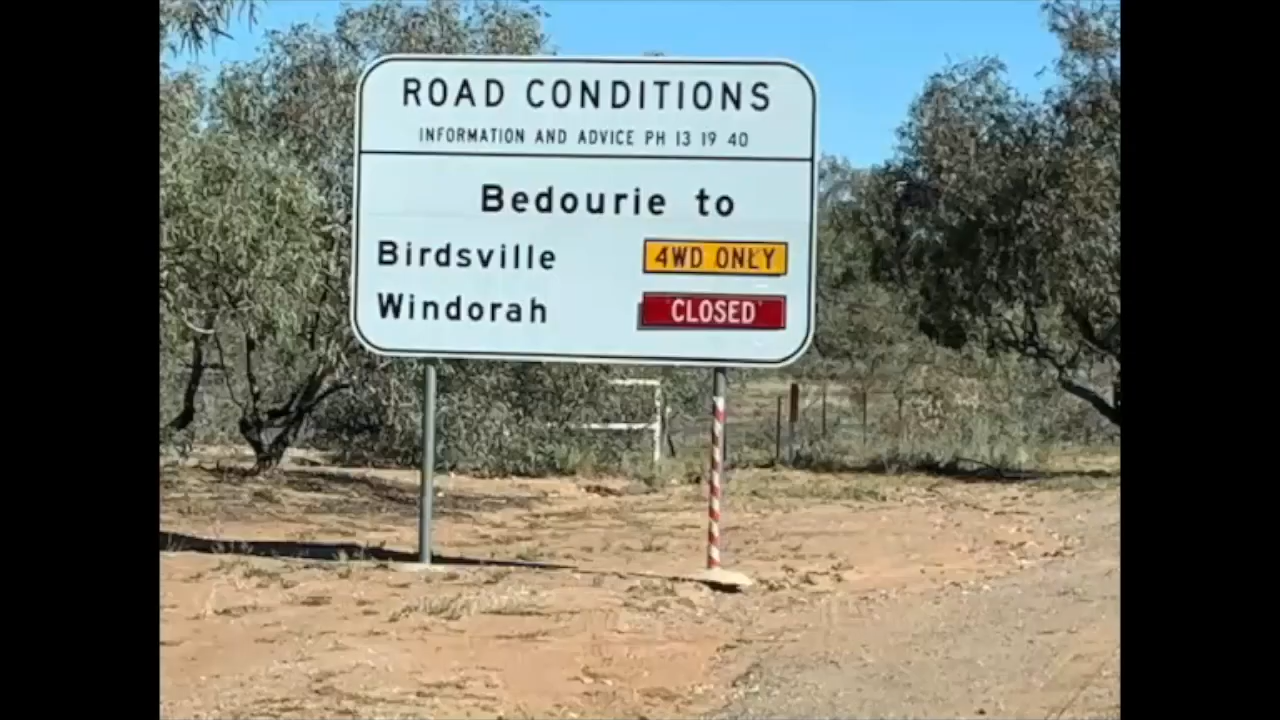 ROAD CONDITIONS
INFORMATION AND ADVICE PH 13 19 40
Bedourie to
Birdsville 4WD ONLY
Windorah CLOSED